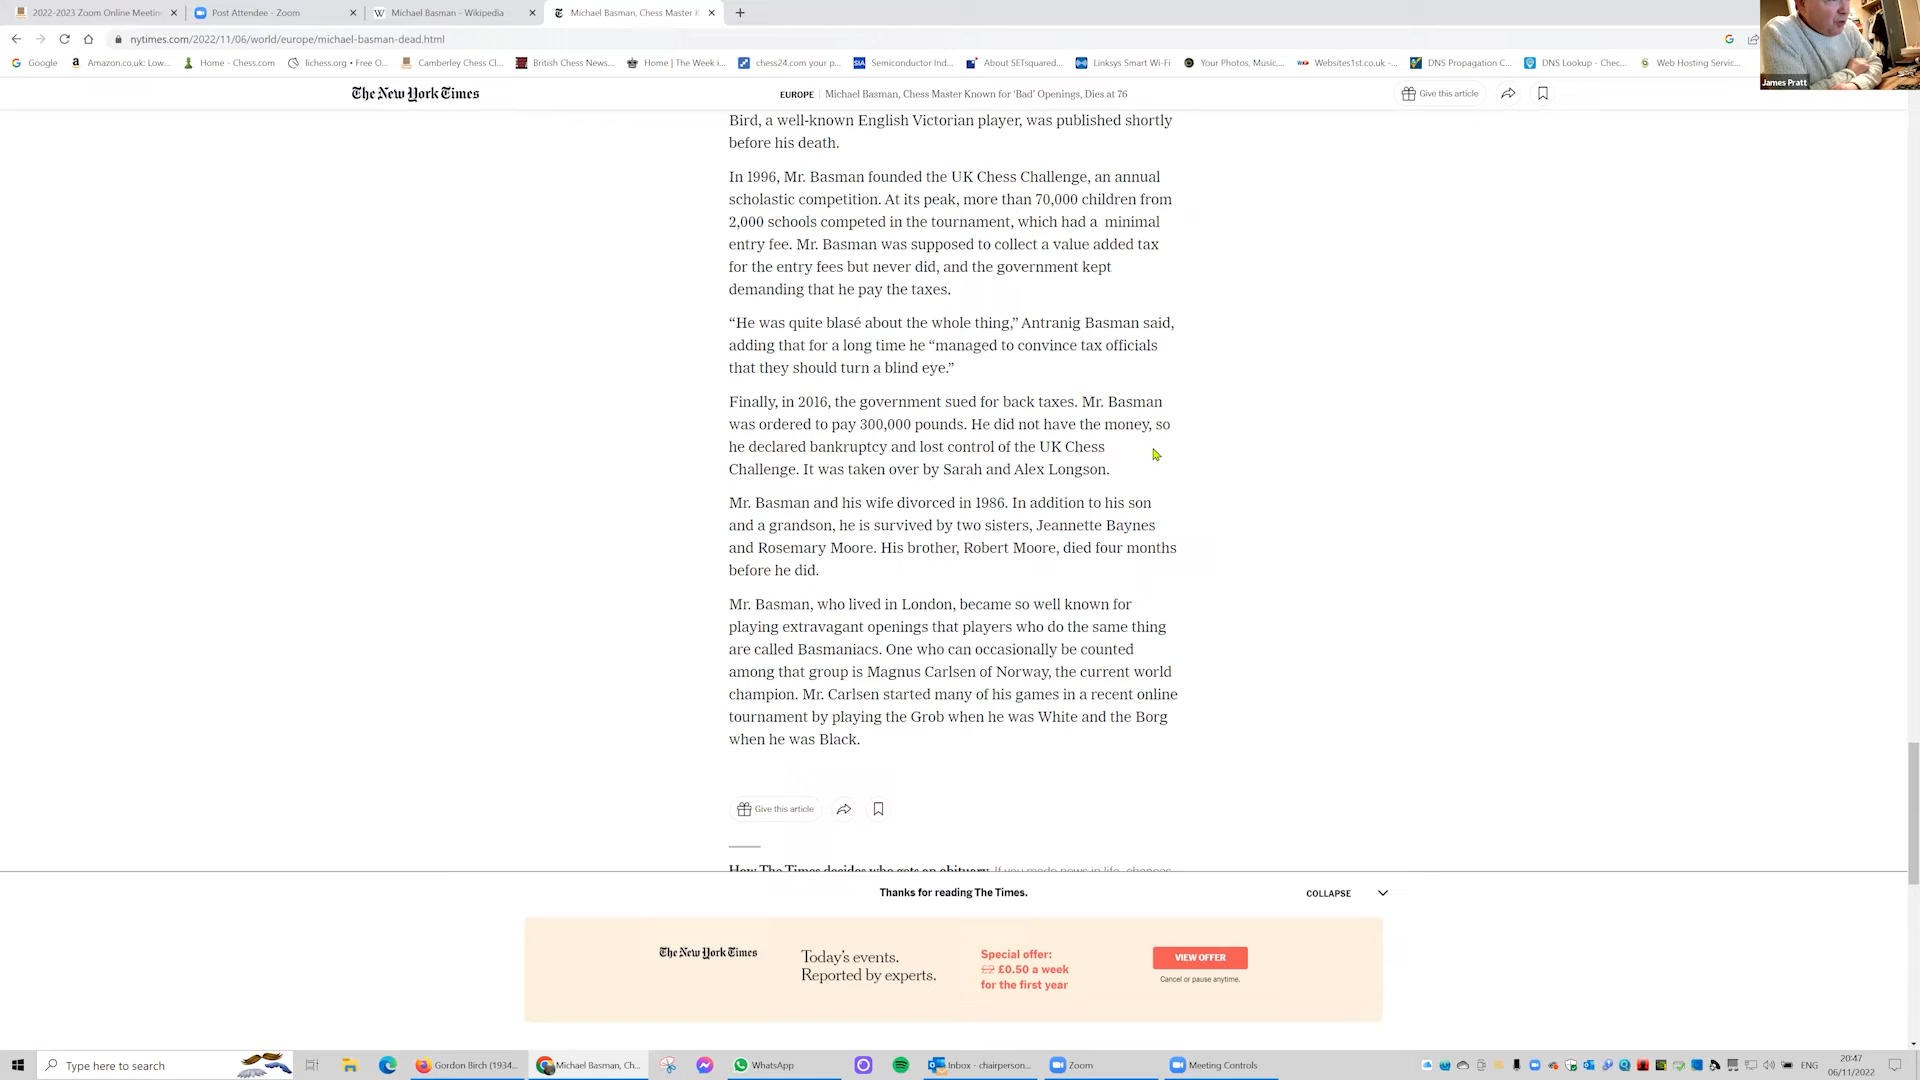 2022-2023 Zoom Online Meetin
Post Attendee - Zoom
Michael Basman - Wikipedia
Michael Basman, Chess Master K
nytimes.com/2022/11/06/world/europe/michael-basman-dead.html
Google
Amazon.co.uk: Low...
Home - Chess.com
lichess.org • Free O...
Camberley Chess Cl...
British Chess News...
Home | The Week i...
chess24.com your p...
Semiconductor Ind...
About SETsquared...
Linksys Smart Wi-Fi
Your Photos, Music,...
Websites1st.co.uk -...
DNS Propagation C...
DNS Lookup - Chec...
Web Hosting Servic...
James Pratt
The New York Times
EUROPE | Michael Basman, Chess Master Known for ‘Bad’ Openings, Dies at 76
Give this article
Bird, a well-known English Victorian player, was published shortly
before his death.
In 1996, Mr. Basman founded the UK Chess Challenge, an annual
scholastic competition. At its peak, more than 70,000 children from
2,000 schools competed in the tournament, which had a minimal
entry fee. Mr. Basman was supposed to collect a value added tax
for the entry fees but never did, and the government kept
demanding that he pay the taxes.
“He was quite blasé about the whole thing,” Antranig Basman said,
adding that for a long time he “managed to convince tax officials
that they should turn a blind eye.”
Finally, in 2016, the government sued for back taxes. Mr. Basman
was ordered to pay 300,000 pounds. He did not have the money, so
he declared bankruptcy and lost control of the UK Chess
Challenge. It was taken over by Sarah and Alex Longson.
Mr. Basman and his wife divorced in 1986. In addition to his son
and a grandson, he is survived by two sisters, Jeannette Baynes
and Rosemary Moore. His brother, Robert Moore, died four months
before he did.
Mr. Basman, who lived in London, became so well known for
playing extravagant openings that players who do the same thing
are called Basmaniacs. One who can occasionally be counted
among that group is Magnus Carlsen of Norway, the current world
champion. Mr. Carlsen started many of his games in a recent online
tournament by playing the Grob when he was White and the Borg
when he was Black.
Give this article
How The Times decides who gets an obituary. If you made news in life, chances
Thanks for reading The Times.
COLLAPSE
The New York Times
Today’s events.
Reported by experts.
Special offer:
£2 £0.50 a week
for the first year
VIEW OFFER
Cancel or pause anytime.
Type here to search
Gordon Birch (1934...
Michael Basman, Ch...
WhatsApp
Inbox - chairperson...
Zoom
Meeting Controls
ENG
20:47
06/11/2022